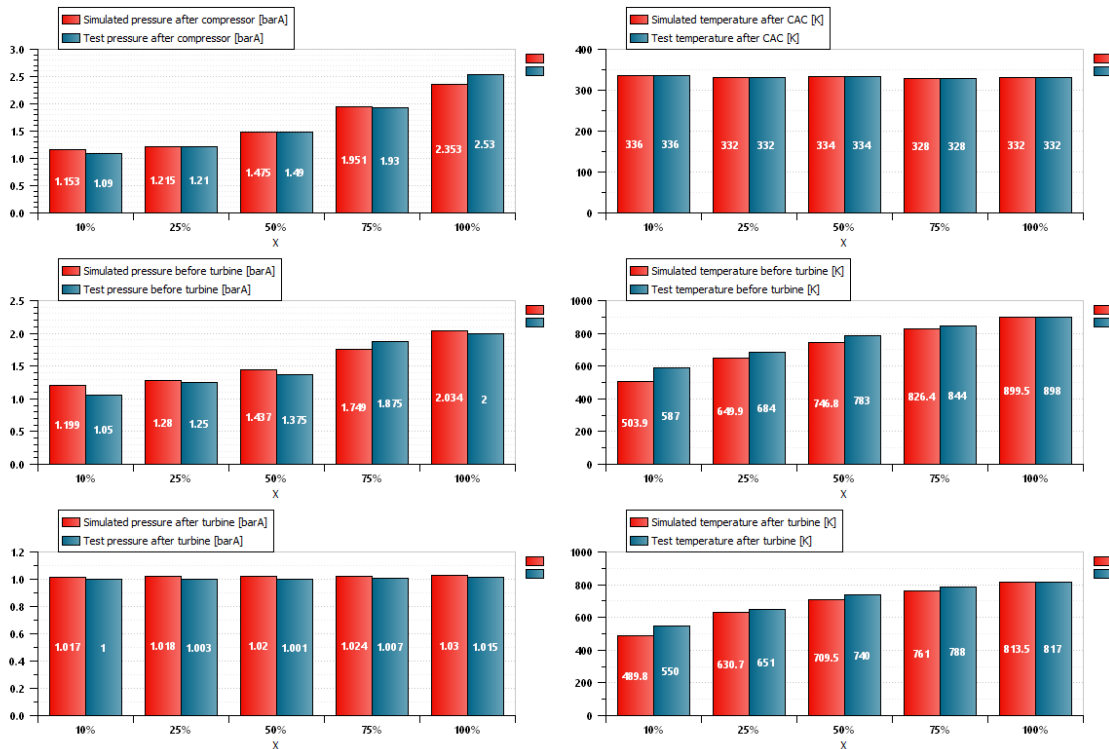 Simulated pressure after compressor [barA]
Test pressure after compressor [barA]
3.0
2.5
2.0
1.5
1.0
0.5
0.0
1.153 1.09 1.215 1.21 1.475 1.49 1.951 1.93 2.353 2.53
10% 25% 50% 75% 100%
X
Simulated temperature after CAC [K]
Test temperature after CAC [K]
400
300
200
100
0
336 336 332 332 334 334 328 328 332 332
10% 25% 50% 75% 100%
X
Simulated pressure before turbine [barA]
Test pressure before turbine [barA]
2.5
2.0
1.5
1.0
0.5
0.0
1.199 1.05 1.28 1.25 1.437 1.375 1.749 1.875 2.034 2
10% 25% 50% 75% 100%
X
Simulated temperature before turbine [K]
Test temperature before turbine [K]
1000
800
600
400
200
0
503.9 587 649.9 684 746.8 783 826.4 844 899.5 898
10% 25% 50% 75% 100%
X
Simulated pressure after turbine [barA]
Test pressure after turbine [barA]
1.2
1.0
0.8
0.6
0.4
0.2
0.0
1.017 1 1.018 1.003 1.02 1.001 1.024 1.007 1.03 1.015
10% 25% 50% 75% 100%
X
Simulated temperature after turbine [K]
Test temperature after turbine [K]
1000
800
600
400
200
0
489.8 550 630.7 651 709.5 740 761 788 813.5 817
10% 25% 50% 75% 100%
X